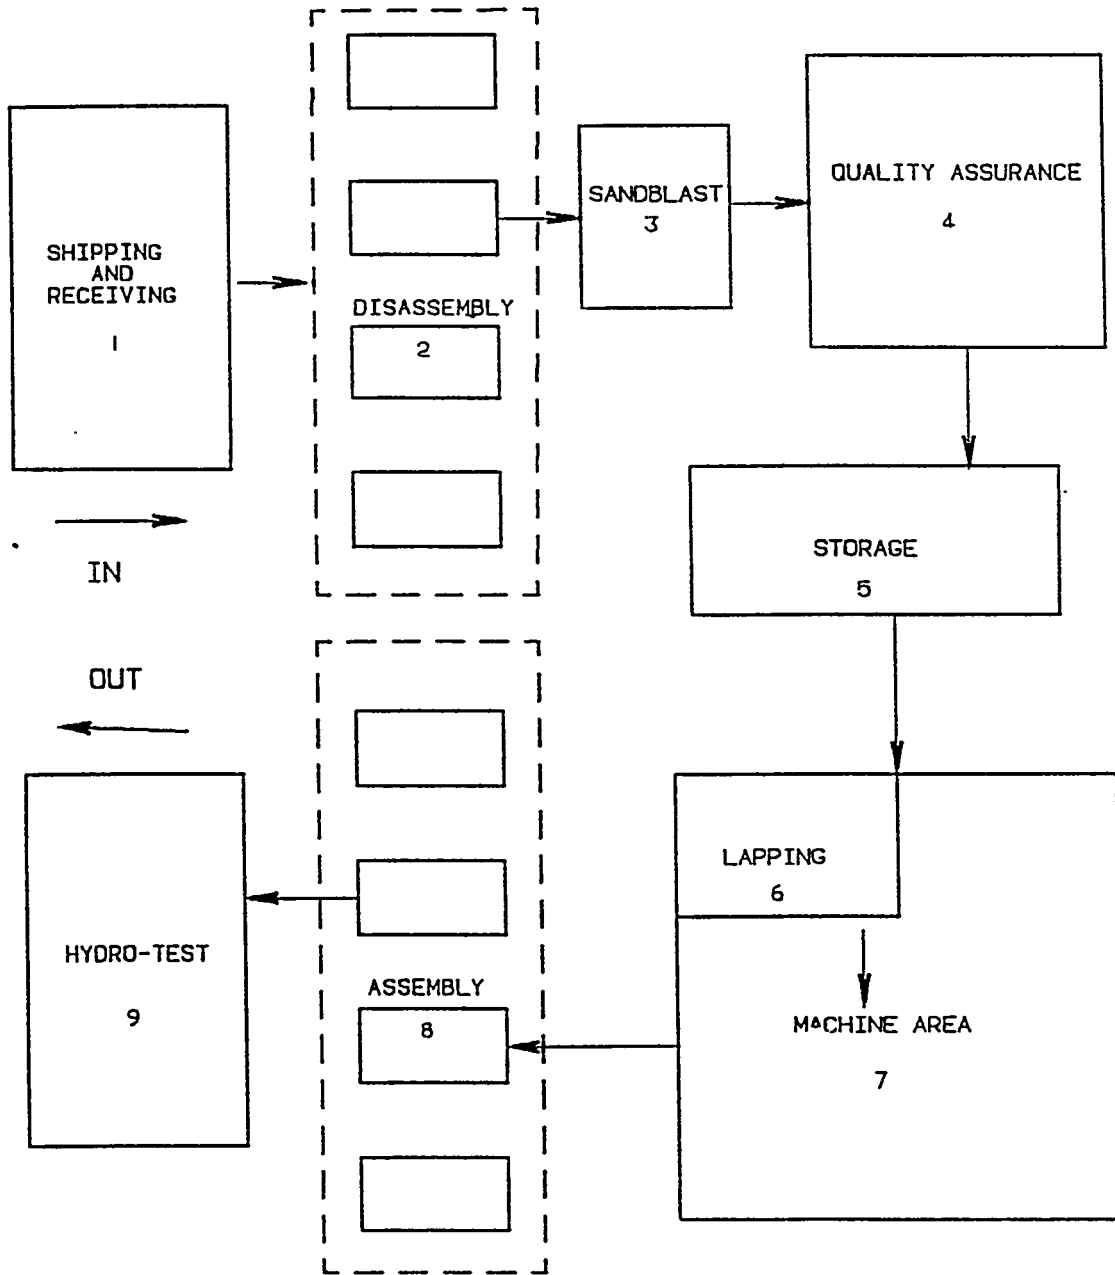 SHIPPING
AND
RECEIVING
1
IN
DISASSEMBLY
2
SANDBLAST
3
QUALITY ASSURANCE
4
STORAGE
5
LAPPING
6
MACHINE AREA
7
ASSEMBLY
8
OUT
HYDRO-TEST
9